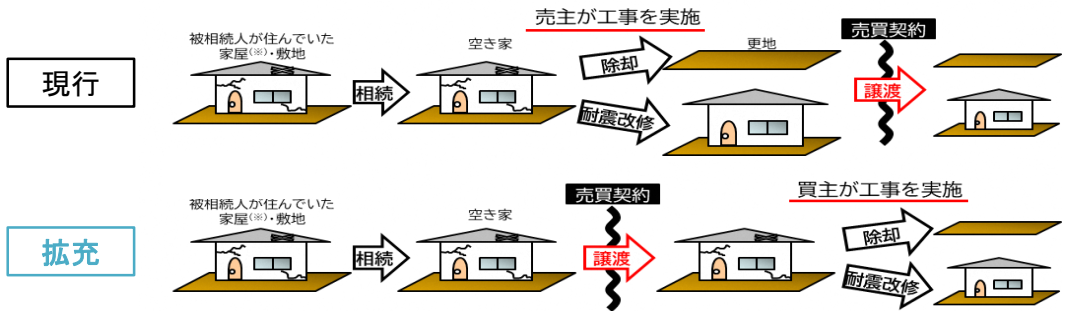 現行
被相続人が住んでいた
家屋(※)・敷地
相続
空き家
売主が工事を実施
除却
耐震改修
更地
売買契約
譲渡
拡充
被相続人が住んでいた
家屋(※)・敷地
相続
空き家
売買契約
譲渡
買主が工事を実施
除却
耐震改修